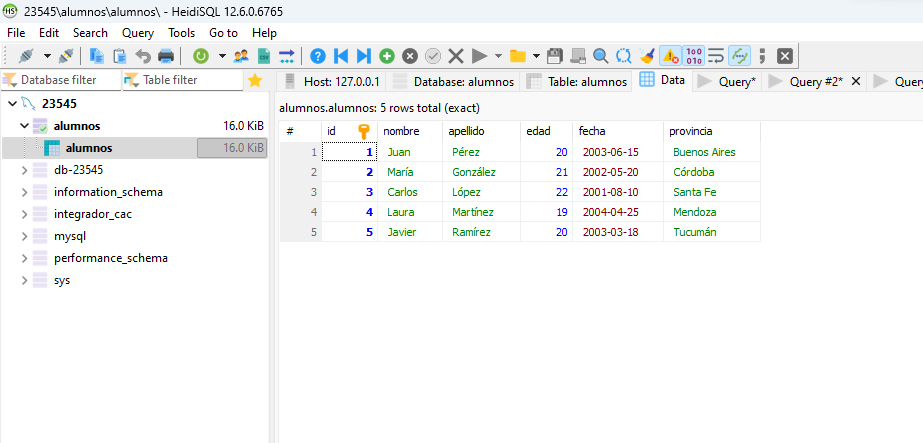 23545\alumnos\alumnos\ - HeidiSQL 12.6.0.6765
File Edit Search Query Tools Go to Help
Database filter Table filter Host: 127.0.0.1 Database: alumnos Table: alumnos Data Query* Query #2* Query
23545
alumnos 16.0 KiB
alumnos 16.0 KiB
db-23545
information_schema
integrador_cac
mysql
performance_schema
sys
alumnos.alumnos: 5 rows total (exact)
# id nombre apellido edad fecha provincia
1 1 Juan Pérez 20 2003-06-15 Buenos Aires
2 2 María González 21 2002-05-20 Córdoba
3 3 Carlos López 22 2001-08-10 Santa Fe
4 4 Laura Martínez 19 2004-04-25 Mendoza
5 5 Javier Ramírez 20 2003-03-18 Tucumán